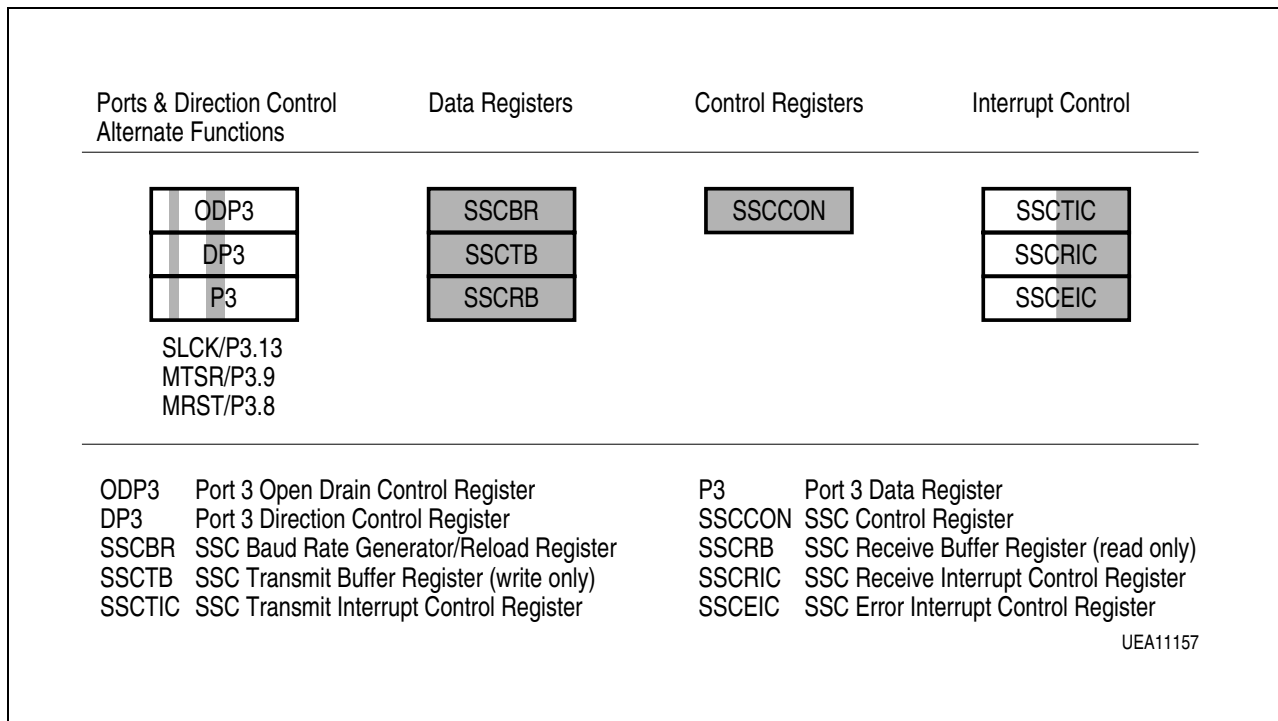 Ports & Direction Control
Alternate Functions
Data Registers
Control Registers
Interrupt Control
ODP3
DP3
P3
SLCK/P3.13
MTSR/P3.9
MRST/P3.8
SSCBR
SSCTB
SSCRB
SSCCON
SSCTIC
SSCRIC
SSCEIC
ODP3 Port 3 Open Drain Control Register
DP3 Port 3 Direction Control Register
SSCBR SSC Baud Rate Generator/Reload Register
SSCTB SSC Transmit Buffer Register (write only)
SSCTIC SSC Transmit Interrupt Control Register
P3 Port 3 Data Register
SSCCON SSC Control Register
SSCRB SSC Receive Buffer Register (read only)
SSCRIC SSC Receive Interrupt Control Register
SSCEIC SSC Error Interrupt Control Register
UEA11157